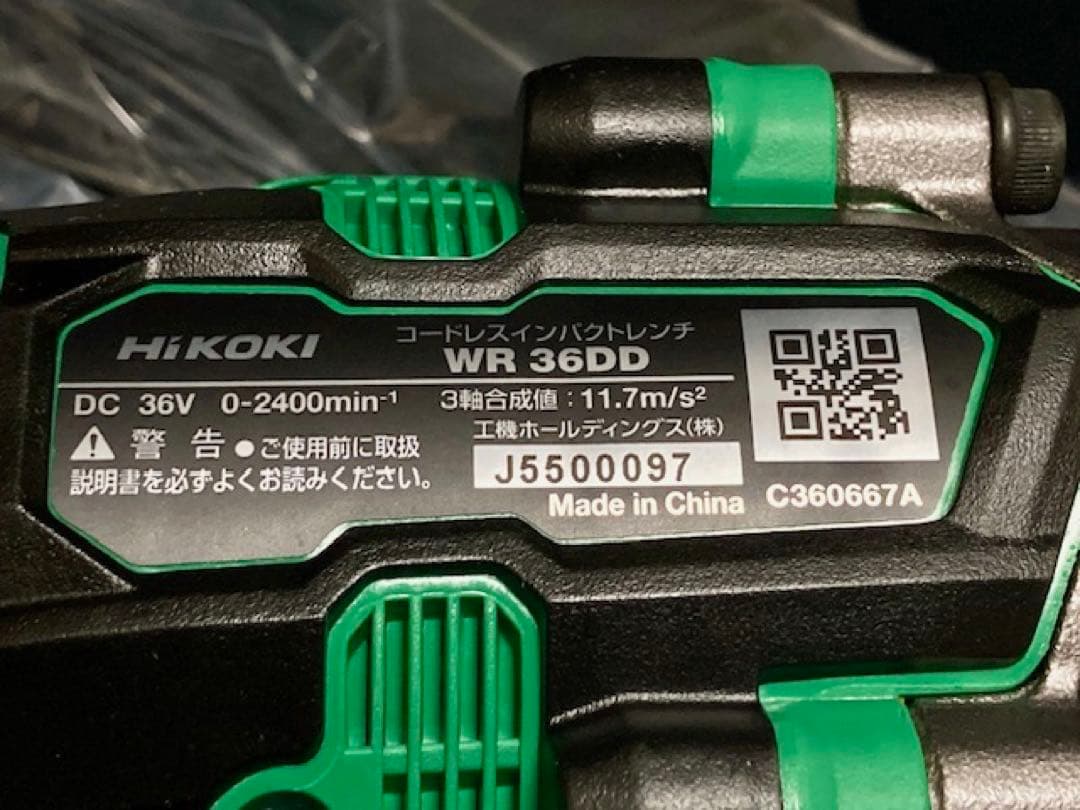 HiKOKI
コードレスインパクトレンチ
WR 36DD
DC 36V 0-2400min-1 3軸合成値：11.7m/s²
⚠ 警告 ●ご使用前に取扱
説明書を必ずよくお読みください。
工機ホールディングス(株)
J5500097
Made in China
C360667A